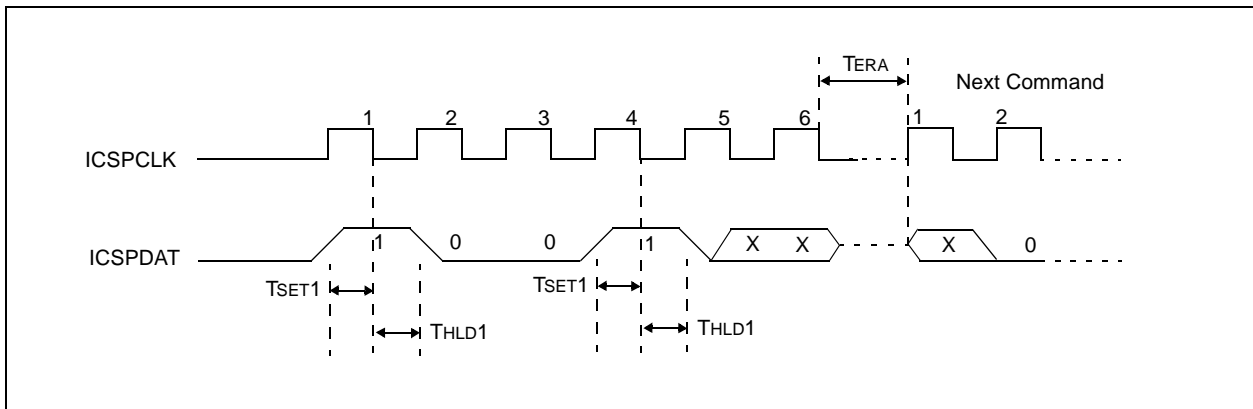 TERA
Next Command
1 2 3 4 5 6 1 2
ICSPCLK
ICSPDAT
1 0 0 1 X X X 0
TSET1 TSET1
THLD1 THLD1